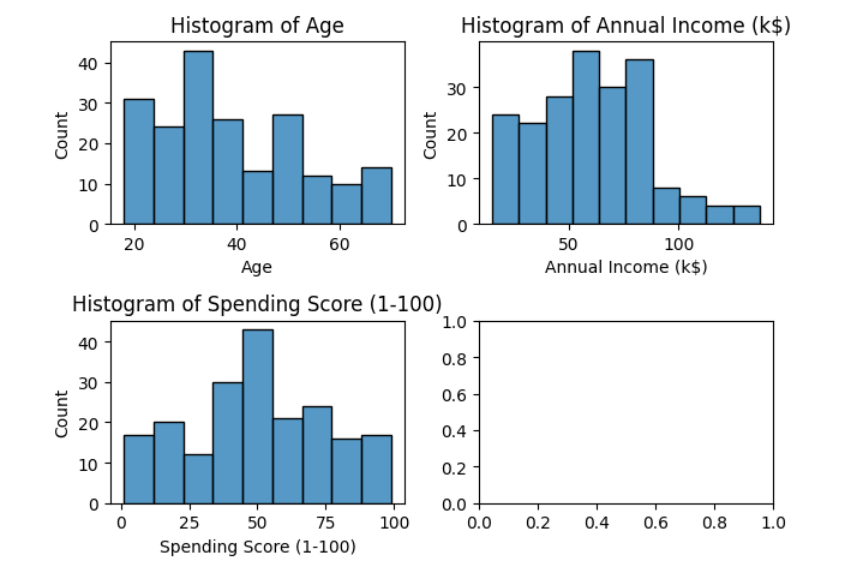 Histogram of Age
40
30
20
10
0
Count
20 40 60
Age
Histogram of Annual Income (k$)
30
20
10
0
Count
50 100
Annual Income (k$)
Histogram of Spending Score (1-100)
40
30
20
10
0
Count
0 25 50 75 100
Spending Score (1-100)
1.0
0.8
0.6
0.4
0.2
0.0
0.0 0.2 0.4 0.6 0.8 1.0